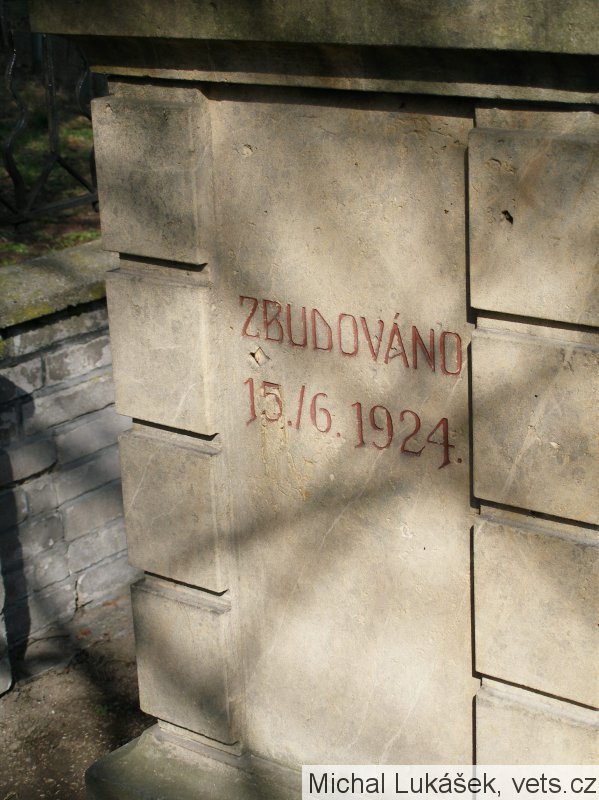 ZBUDOVÁNO
15./6. 1924.
Michal Lukášek, vets.cz